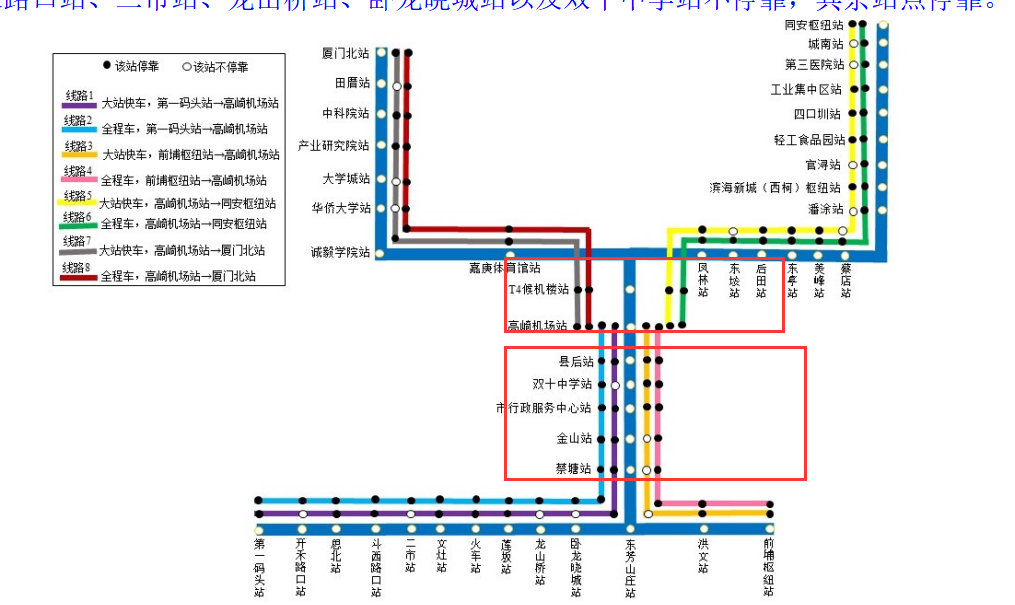 路口站、二市站、龙山桥站、卧龙晓城站以及双十中学站不停靠，其余站点停靠。
该站停靠 该站不停靠
线路1 大站快车，第一码头站→高崎机场站
线路2 全程车，第一码头站→高崎机场站
线路3 大站快车，前埔枢纽站→高崎机场站
线路4 全程车，前埔枢纽站→高崎机场站
线路5 大站快车，高崎机场站→同安枢纽站
线路6 全程车，高崎机场站→同安枢纽站
线路7 大站快车，高崎机场站→厦门北站
线路8 全程车，高崎机场站→厦门北站
厦门北站
田厝站
中科院站
产业研究院站
大学城站
华侨大学站
诚毅学院站
嘉庚体育馆站
T4候机楼站
高崎机场站
同安枢纽站
城南站
第三医院站
工业集中区站
四口圳站
轻工食品园站
官浔站
滨海新城（西柯）枢纽站
潘涂站
凤林站
东垵站
后田站
东亭站
美峰站
蔡店站
县后站
双十中学站
市行政服务中心站
金山站
蔡塘站
第一码头站
开禾路口站
思北站
斗西路口站
二市站
文灶站
火车站
莲坂站
龙山桥站
卧龙晓城站
东芳山庄站
洪文站
前埔枢纽站